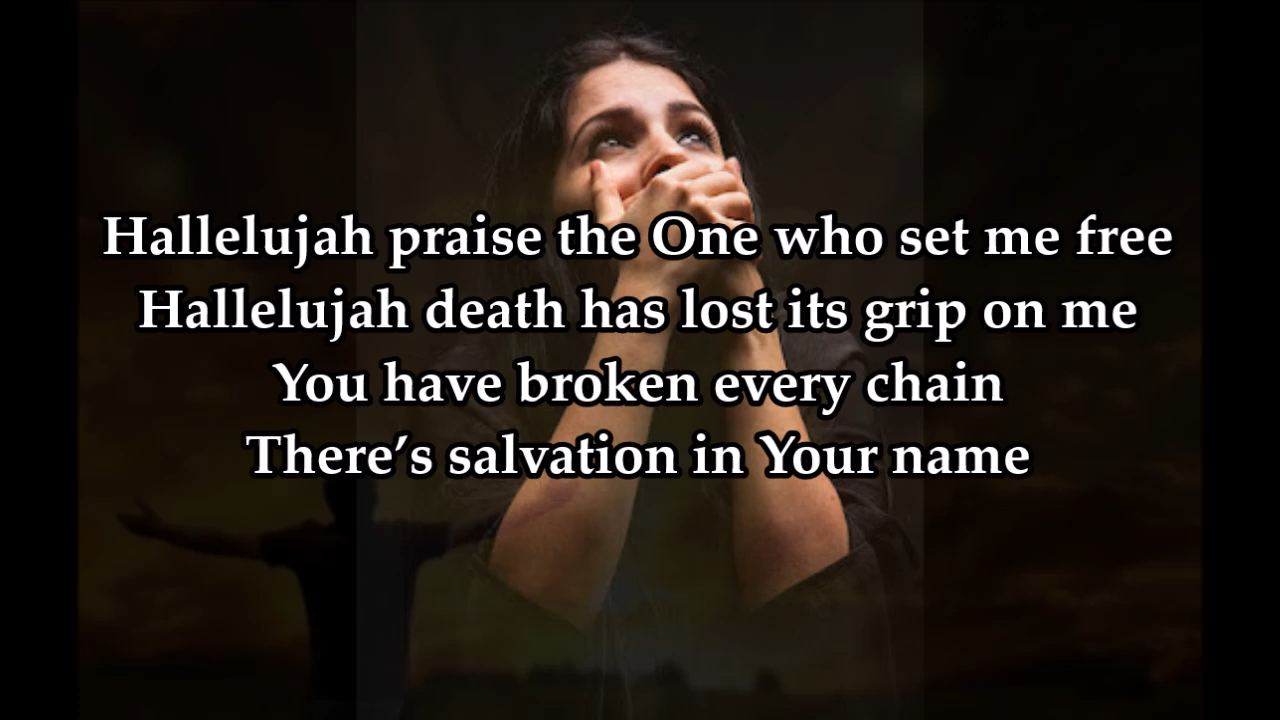 Hallelujah praise the One who set me free
Hallelujah death has lost its grip on me
You have broken every chain
There’s salvation in Your name